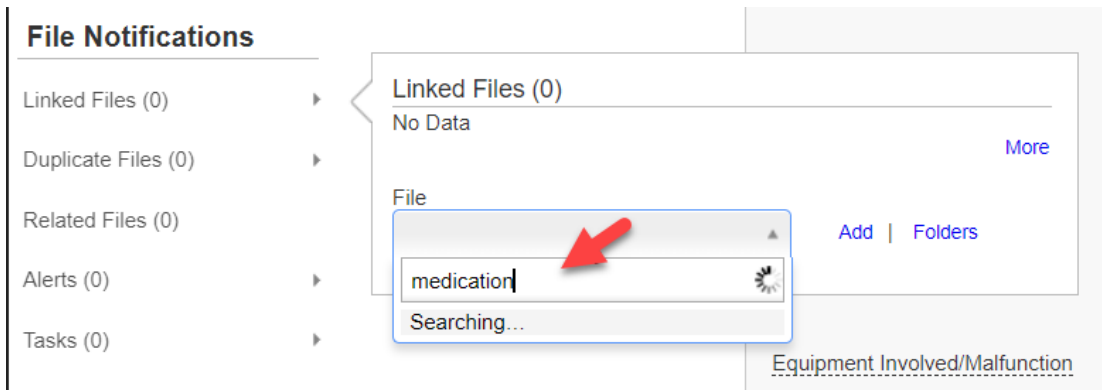 File Notifications
Linked Files (0)
Duplicate Files (0)
Related Files (0)
Alerts (0)
Tasks (0)
Linked Files (0)
No Data
More
File
Add | Folders
medication
Searching...
Equipment Involved/Malfunction